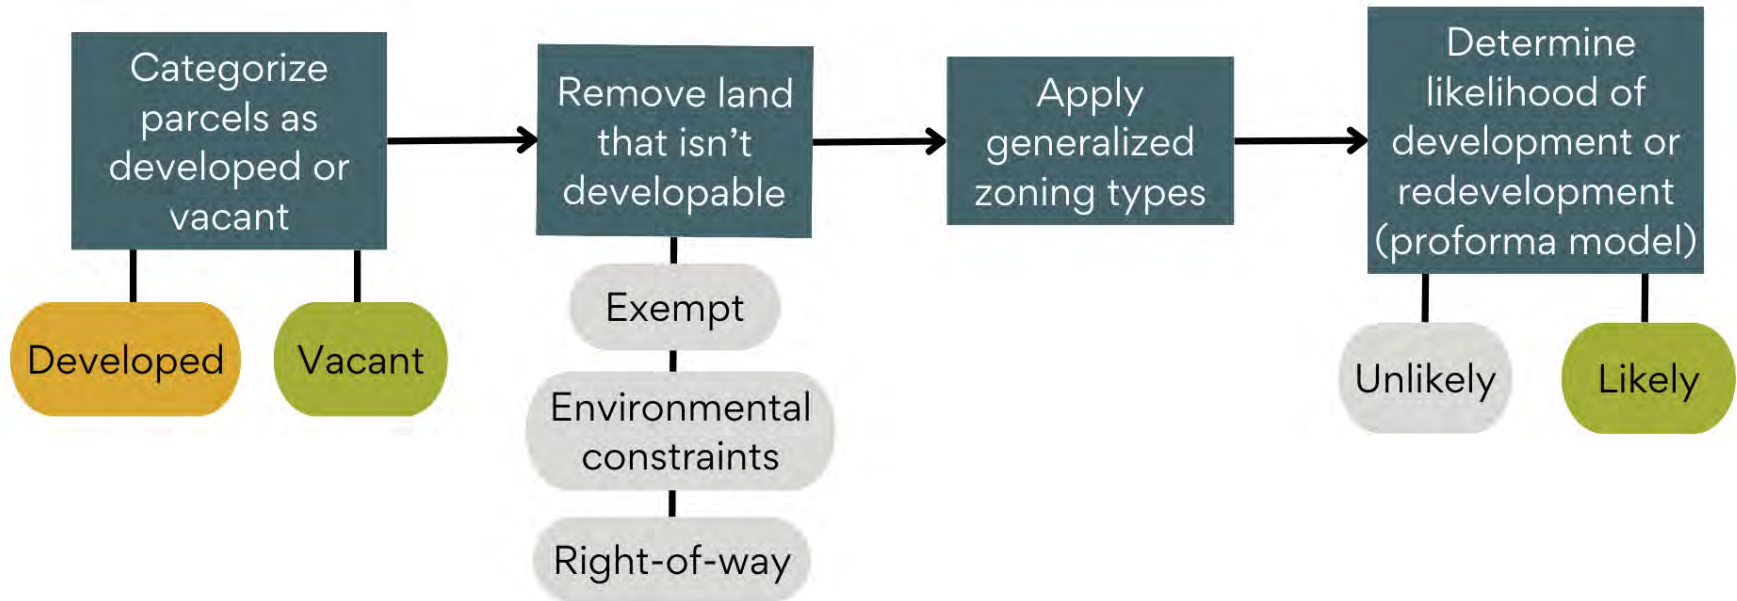 Categorize
parcels as
developed or
vacant
Developed
Vacant
Remove land
that isn't
developable
Exempt
Environmental
constraints
Right-of-way
Apply
generalized
zoning types
Determine
likelihood of
development or
redevelopment
(proforma model)
Unlikely
Likely